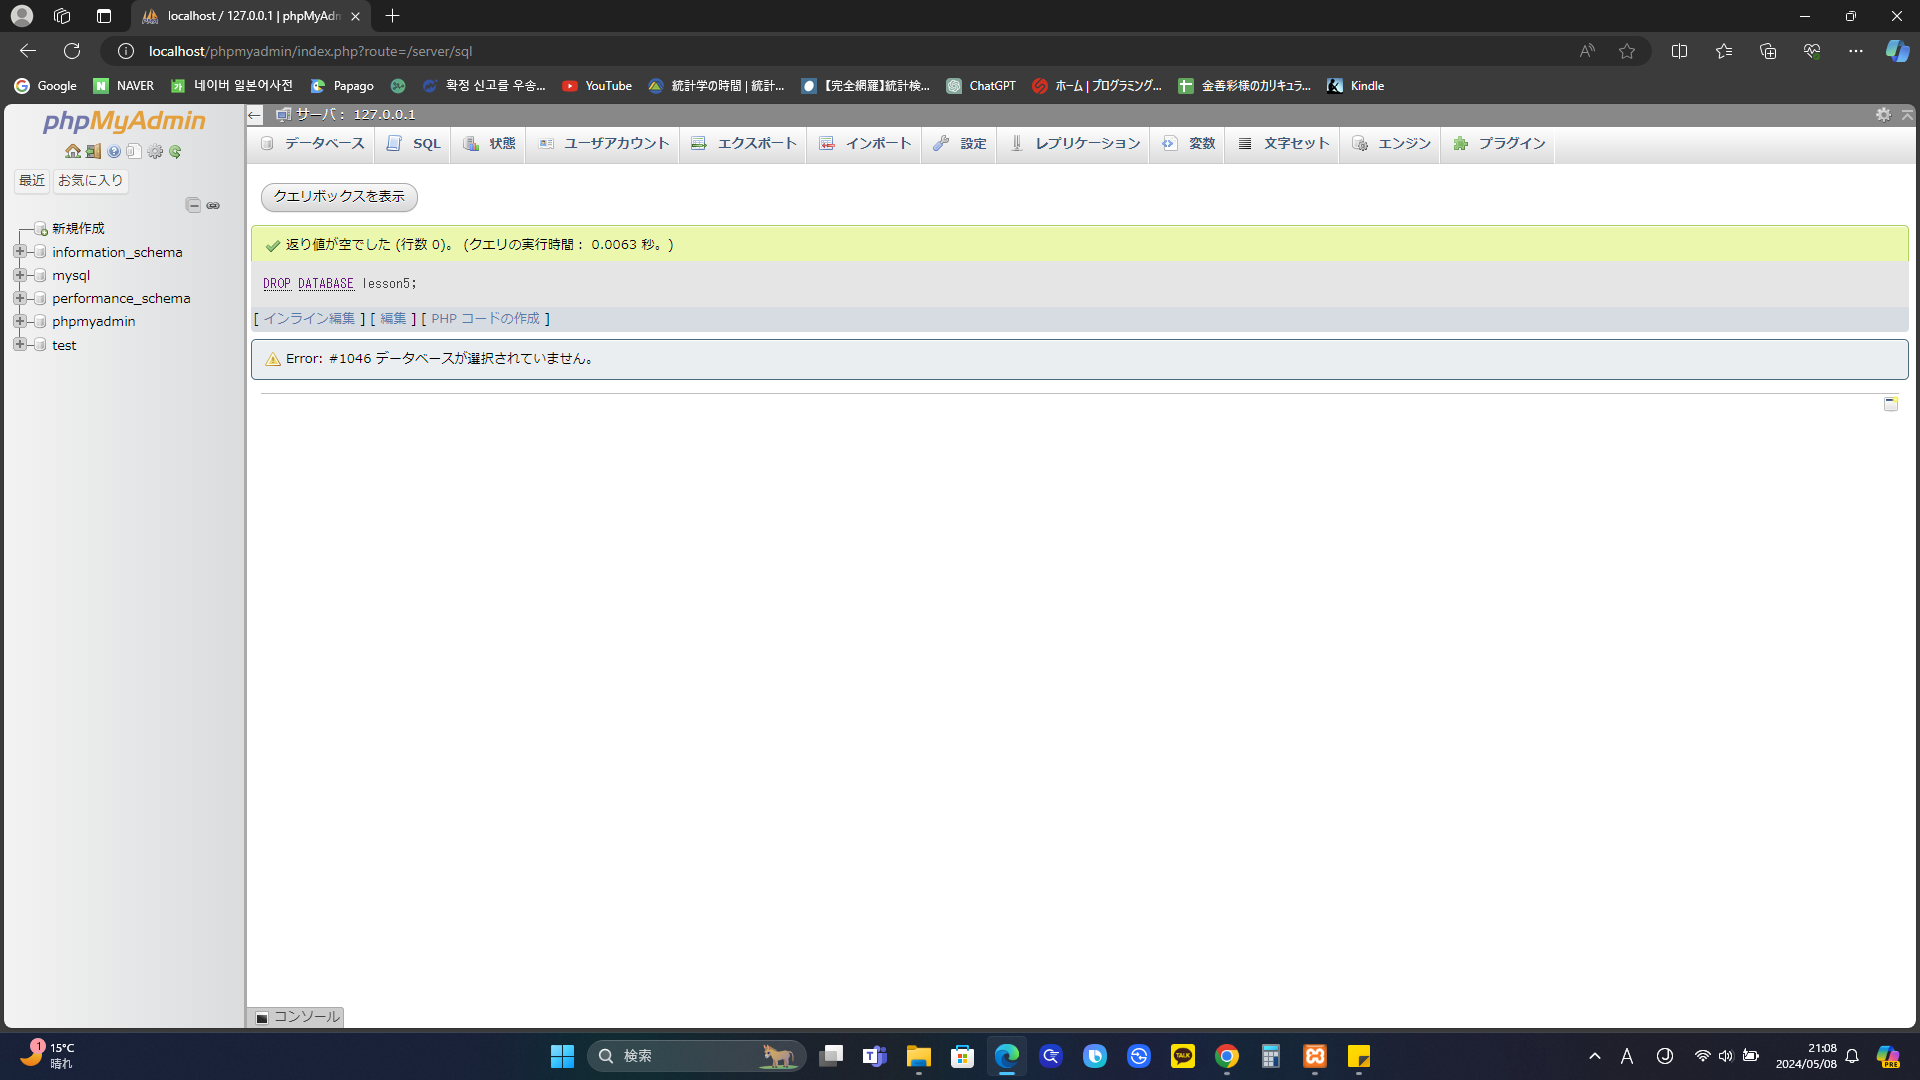 localhost / 127.0.0.1 | phpMyAdm
localhost/phpmyadmin/index.php?route=/server/sql
Google NAVER 네이버 일본어사전 Papago 확정 신고를 우송... YouTube 統計学の時間 | 統計... 【完全網羅】統計検... ChatGPT ホーム | プログラミング... 金善彩様のカリキュラ... Kindle
phpMyAdmin
最近 お気に入り
新規作成
information_schema
mysql
performance_schema
phpmyadmin
test
サーバ: 127.0.0.1
データベース SQL 状態 ユーザアカウント エクスポート インポート 設定 レプリケーション 変数 文字セット エンジン プラグイン
クエリボックスを表示
返り値が空でした (行数 0)。 (クエリの実行時間: 0.0063 秒。)
DROP DATABASE lesson5;
[ インライン編集 ] [ 編集 ] [ PHP コードの作成 ]
Error: #1046 データベースが選択されていません。
コンソール
1
15°C
晴れ
検索
TALK
A
21:08
2024/05/08
PRE